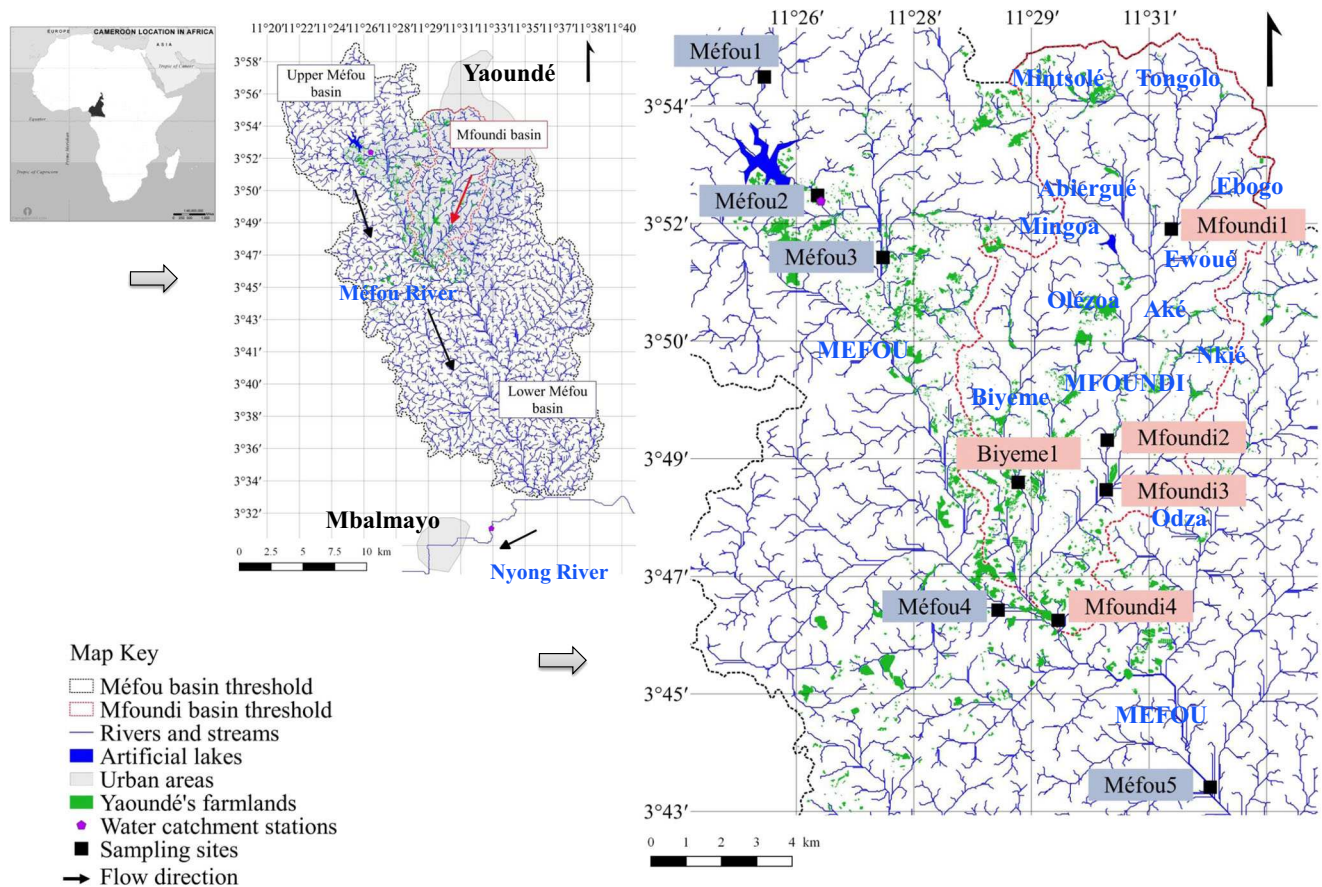 EUROPE
CAMEROON LOCATION IN AFRICA
ASIA
Tropic of Cancer
Equator
Tropic of Capricorn
11°20'11°22'11°24'11°26'11°28'11°29'11°31'11°33'11°35'11°38'11°40'
3°58'
3°56'
3°54'
3°52'
3°50'
3°49'
3°47'
3°45'
3°43'
3°41'
3°40'
3°38'
3°36'
3°34'
3°32'
Upper Méfou
basin
Yaoundé
Mfoundi basin
Méfou River
Lower Méfou
basin
Mbalmayo
Nyong River
0 2.5 5 7.5 10 km
Map Key
Méfou basin threshold
Mfoundi basin threshold
Rivers and streams
Artificial lakes
Urban areas
Yaoundé's farmlands
Water catchment stations
Sampling sites
Flow direction
11°26' 11°28' 11°29' 11°31'
3°54'
3°52'
3°50'
3°49'
3°47'
3°45'
3°43'
Méfou1
Mintsolé
Tongolo
Méfou2
Abiergué
Ebogo
Mingoa
Mfoundi1
Méfou3
Ewoué
Olézoa
Aké
MEFOU
Nkié
MFOUNDI
Biyeme
Mfoundi2
Biyeme1
Mfoundi3
Odza
Méfou4
Mfoundi4
MEFOU
Méfou5
0 1 2 3 4 km